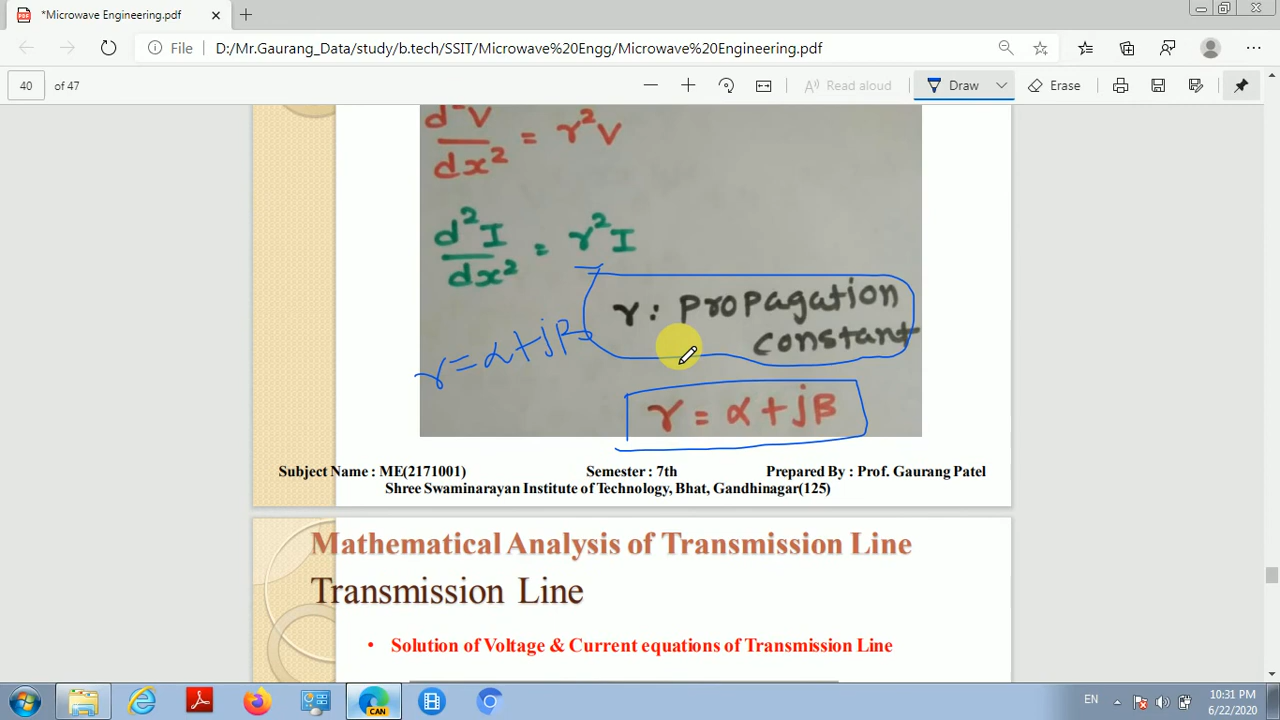 *Microwave Engineering.pdf
File D:/Mr.Gaurang_Data/study/b.tech/SSIT/Microwave%20Engg/Microwave%20Engineering.pdf
40 of 47 Read aloud Draw Erase
d²V/dx² = γ²V
d²I/dx² = γ²I
γ : propagation
constant
γ = α + jβ
γ = α + jβ
Subject Name : ME(2171001) Semester : 7th Prepared By : Prof. Gaurang Patel
Shree Swaminarayan Institute of Technology, Bhat, Gandhinagar(125)
Mathematical Analysis of Transmission Line
Transmission Line
• Solution of Voltage & Current equations of Transmission Line
CAN
EN 10:31 PM
6/22/2020